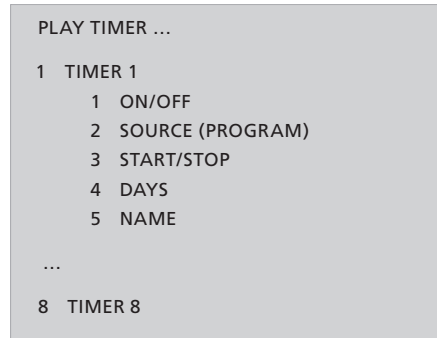 PLAY TIMER …
1 TIMER 1
1 ON/OFF
2 SOURCE (PROGRAM)
3 START/STOP
4 DAYS
5 NAME
…
8 TIMER 8